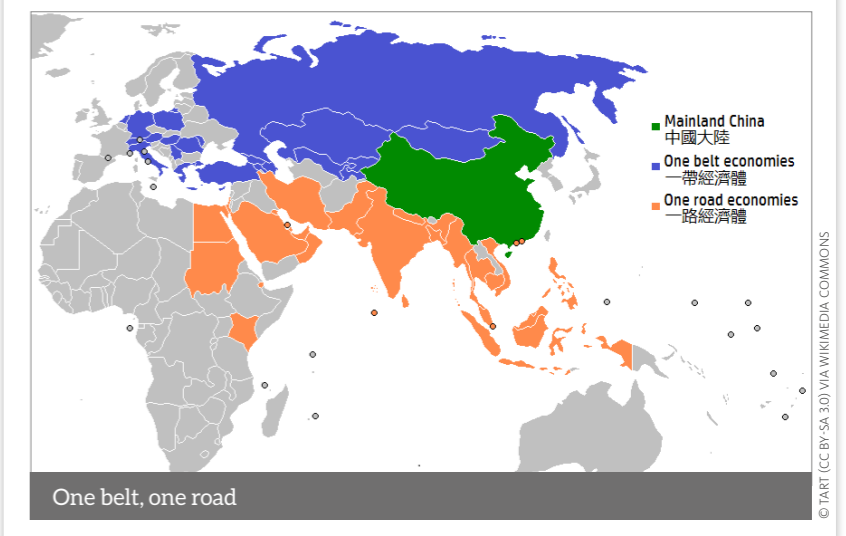 Mainland China
中國大陸
One belt economies
一帶經濟體
One road economies
一路經濟體
One belt, one road
© TART (CC BY-SA 3.0) VIA WIKIMEDIA COMMONS